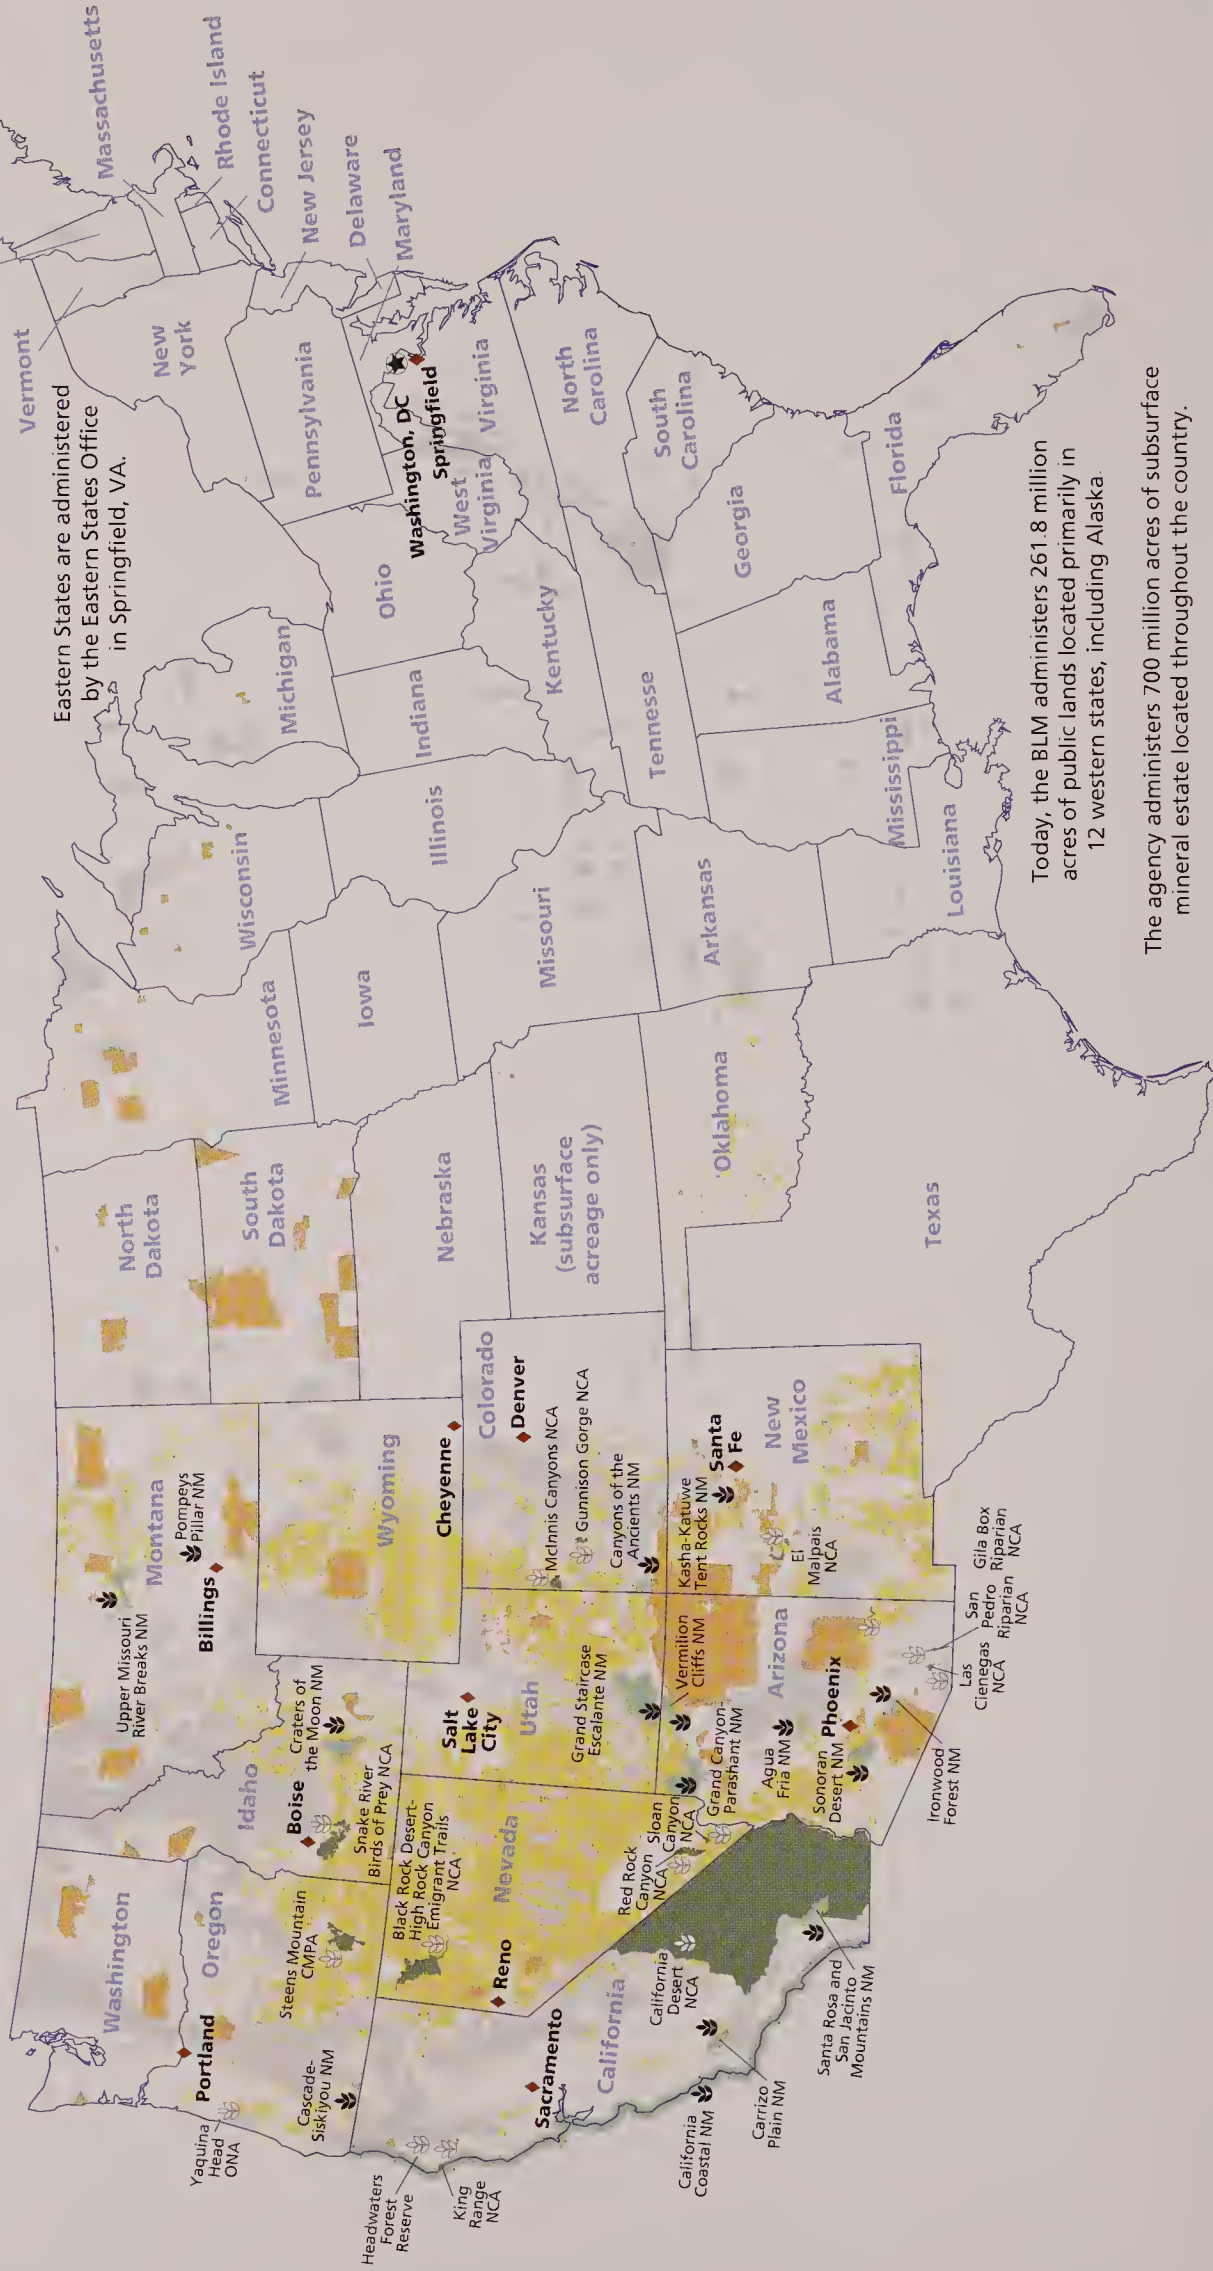 Washington
Portland
Yaquina
Head
ONA
Oregon
Cascade-
Siskiyou NM
Steens Mountain
CMPA
Headwaters
Forest
Reserve
King
Range
NCA
Idaho
Boise
Craters of
the Moon NM
Snake River
Birds of Prey NCA
Montana
Upper Missouri
River Breaks NM
Pompeys
Pillar NM
Billings
Wyoming
Cheyenne
Black Rock Desert-
High Rock Canyon
Emigrant Trails
NCA
Nevada
Reno
Sacramento
California
California
Desert
NCA
California
Coastal NM
Carrizo
Plain NM
Santa Rosa and
San Jacinto
Mountains NM
Red Rock
Canyon
NCA
Sloan
Canyon
NCA
Salt
Lake
City
Utah
Grand Staircase
Escalante NM
Grand Canyon-
Parashant NM
Vermilion
Cliffs NM
Arizona
Agua
Fria NM
Sonoran
Desert NM
Phoenix
Ironwood
Forest NM
Las
Cienegas
NCA
San
Pedro
Riparian
NCA
Gila Box
Riparian
NCA
Colorado
Denver
McInnis Canyons NCA
Gunnison Gorge NCA
Canyons of the
Ancients NM
Kasha-Katuwe
Tent Rocks NM
Santa
Fe
New
Mexico
El
Malpais
NCA
North
Dakota
South
Dakota
Nebraska
Kansas
(subsurface
acreage only)
Oklahoma
Texas
Minnesota
Iowa
Missouri
Arkansas
Louisiana
Wisconsin
Illinois
Michigan
Indiana
Ohio
Kentucky
Tennesse
Mississippi
Alabama
Georgia
Florida
South
Carolina
North
Carolina
Virginia
West
Virginia
Washington, DC
Springfield
Pennsylvania
New
York
Vermont
Massachusetts
Rhode Island
Connecticut
New Jersey
Delaware
Maryland
Eastern States are administered
by the Eastern States Office
in Springfield, VA.
Today, the BLM administers 261.8 million
acres of public lands located primarily in
12 western states, including Alaska.
The agency administers 700 million acres of subsurface
mineral estate located throughout the country.